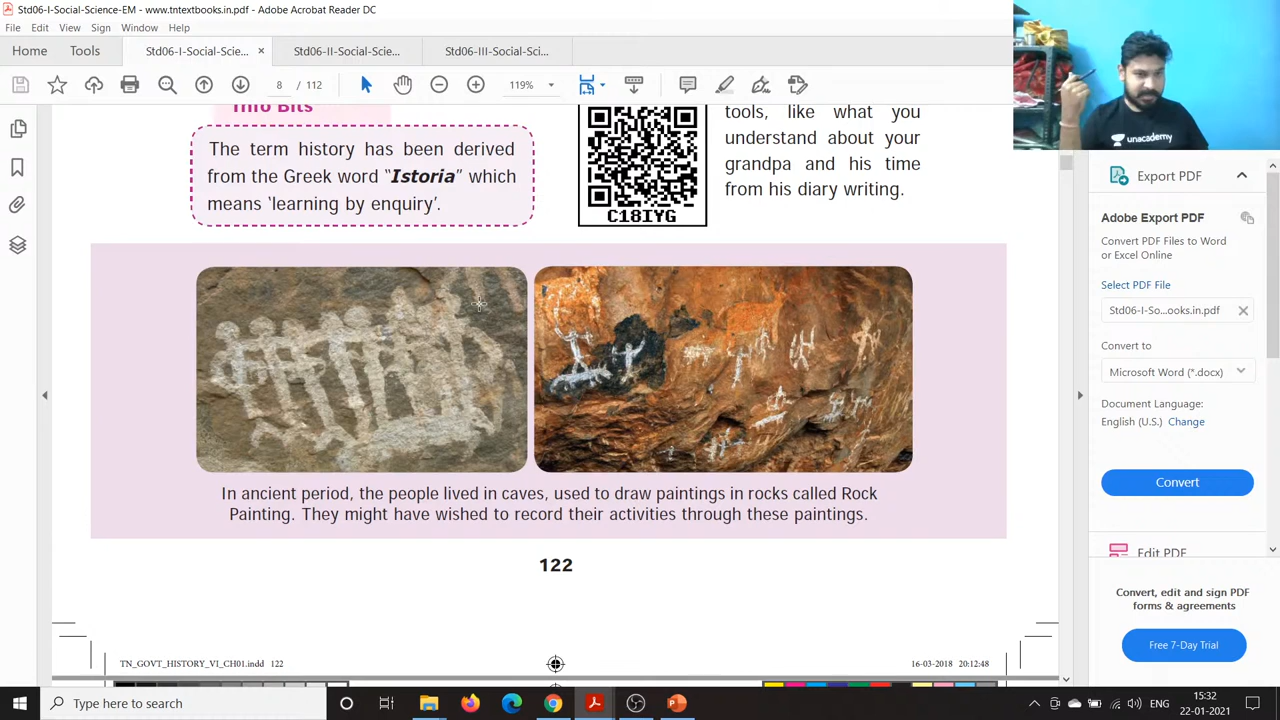 Std06-I-Social-Science-EM - www.tntextbooks.in.pdf - Adobe Acrobat Reader DC
File Edit View Sign Window Help
Home Tools Std06-I-Social-Scie... × Std06-II-Social-Scie... Std06-III-Social-Sci...
8 / 112 119%
Info Bits
The term history has been derived
from the Greek word “Istoria” which
means ‘learning by enquiry’.
C18IYG
tools, like what you
understand about your
grandpa and his time
from his diary writing.
In ancient period, the people lived in caves, used to draw paintings in rocks called Rock
Painting. They might have wished to record their activities through these paintings.
122
TN_GOVT_HISTORY_VI_CH01.indd 122
16-03-2018 20:12:48
unacademy
Export PDF
Adobe Export PDF
Convert PDF Files to Word
or Excel Online
Select PDF File
Std06-I-So...ooks.in.pdf
Convert to
Microsoft Word (*.docx)
Document Language:
English (U.S.) Change
Convert
Edit PDF
Convert, edit and sign PDF
forms & agreements
Free 7-Day Trial
Type here to search
ENG
15:32
22-01-2021